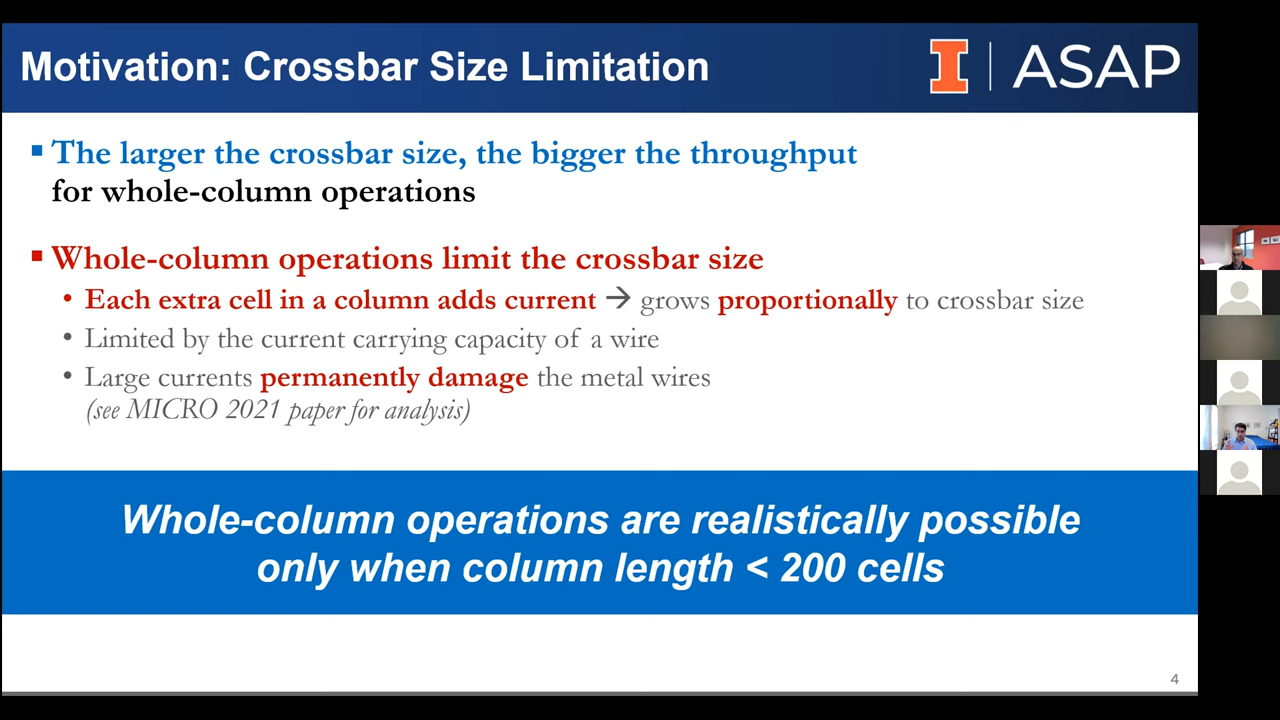 Motivation: Crossbar Size Limitation
I | ASAP
▪ The larger the crossbar size, the bigger the throughput
for whole-column operations
▪ Whole-column operations limit the crossbar size
• Each extra cell in a column adds current → grows proportionally to crossbar size
• Limited by the current carrying capacity of a wire
• Large currents permanently damage the metal wires
(see MICRO 2021 paper for analysis)
Whole-column operations are realistically possible
only when column length < 200 cells
4